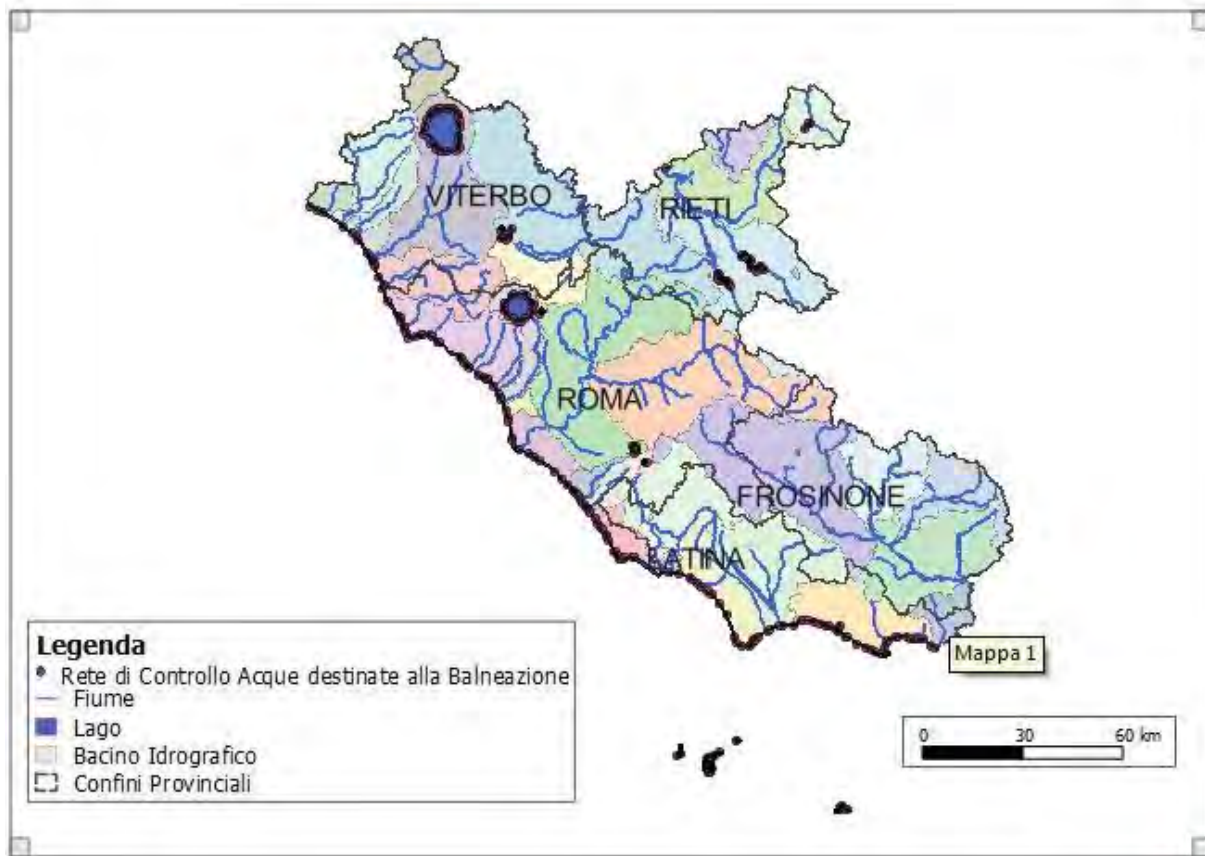 VITERBO
RIETI
ROMA
FROSINONE
LATINA
Legenda
Rete di Controllo Acque destinate alla Balneazione
Fiume
Lago
Bacino Idrografico
Confini Provinciali
Mappa 1
0 30 60 km